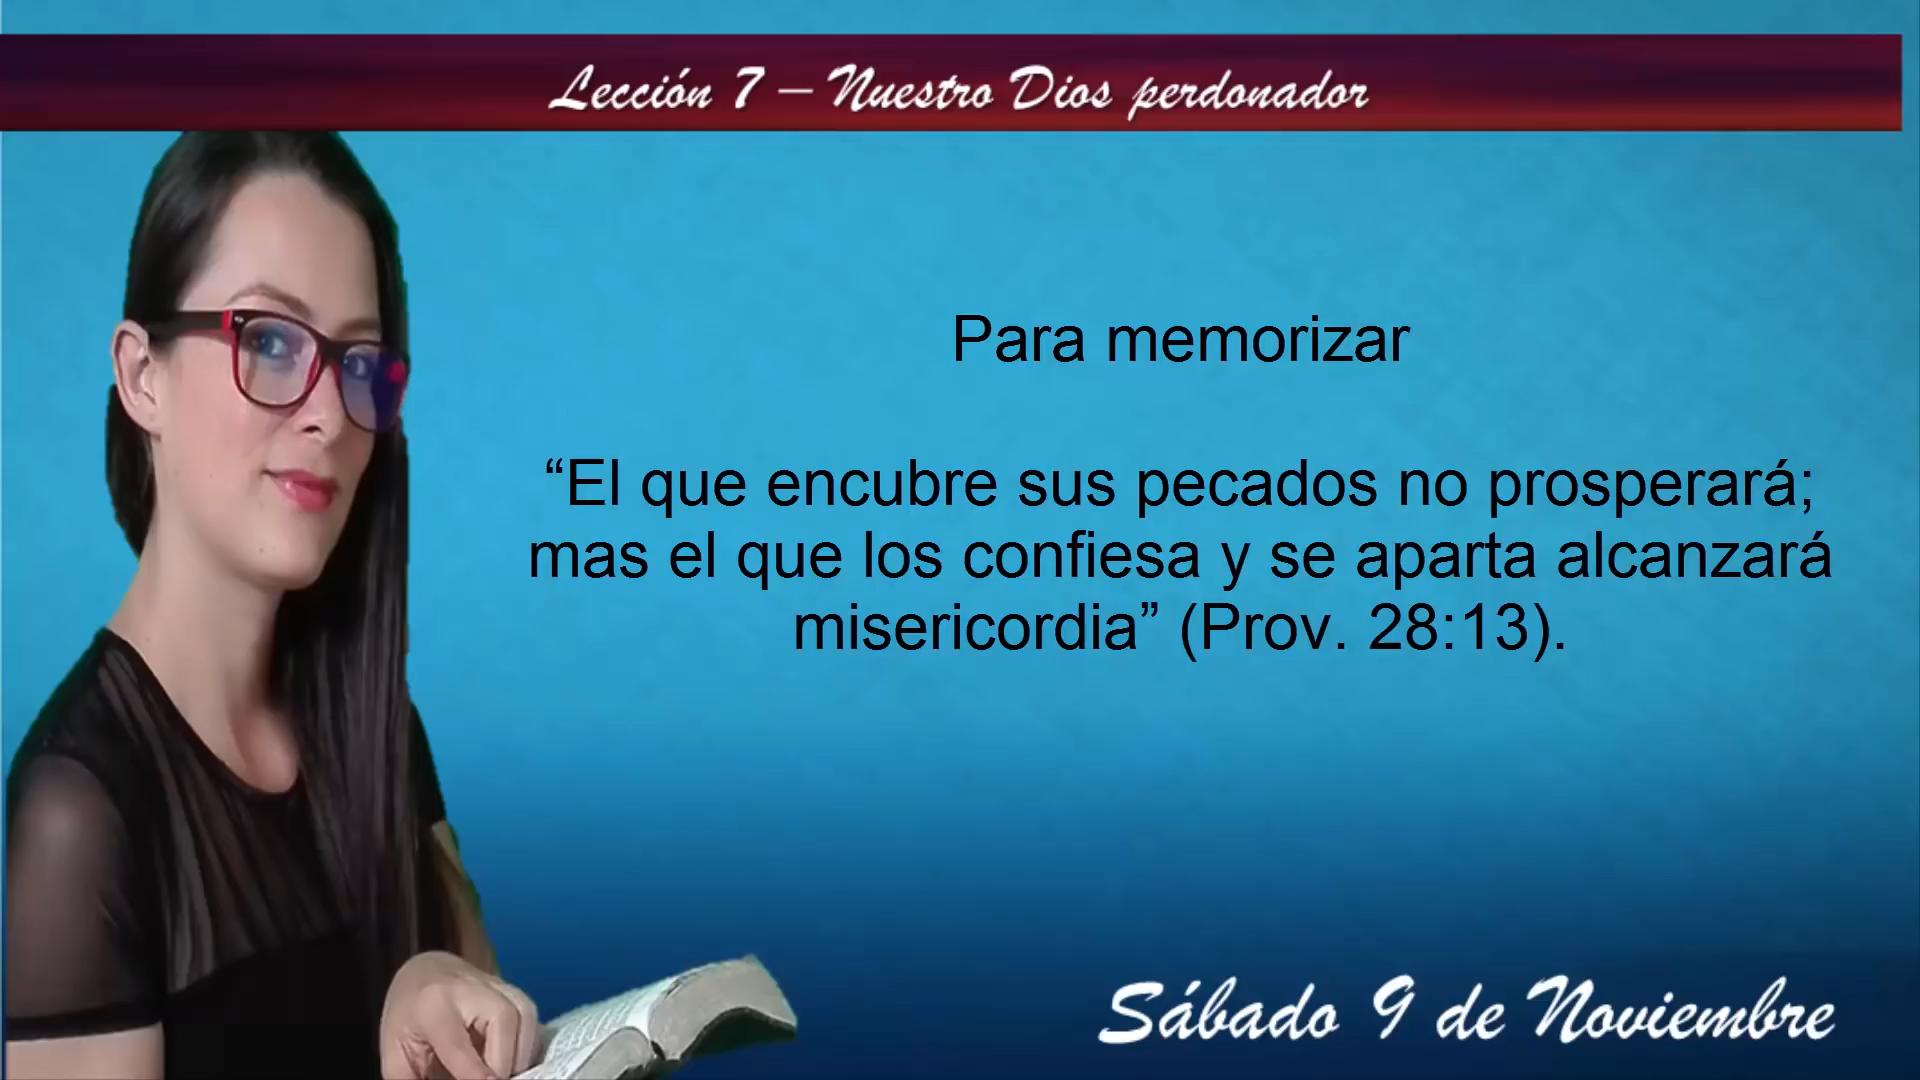 Lección 7 – Nuestro Dios perdonador
Para memorizar
“El que encubre sus pecados no prosperará;
mas el que los confiesa y se aparta alcanzará
misericordia” (Prov. 28:13).
Sábado 9 de Noviembre